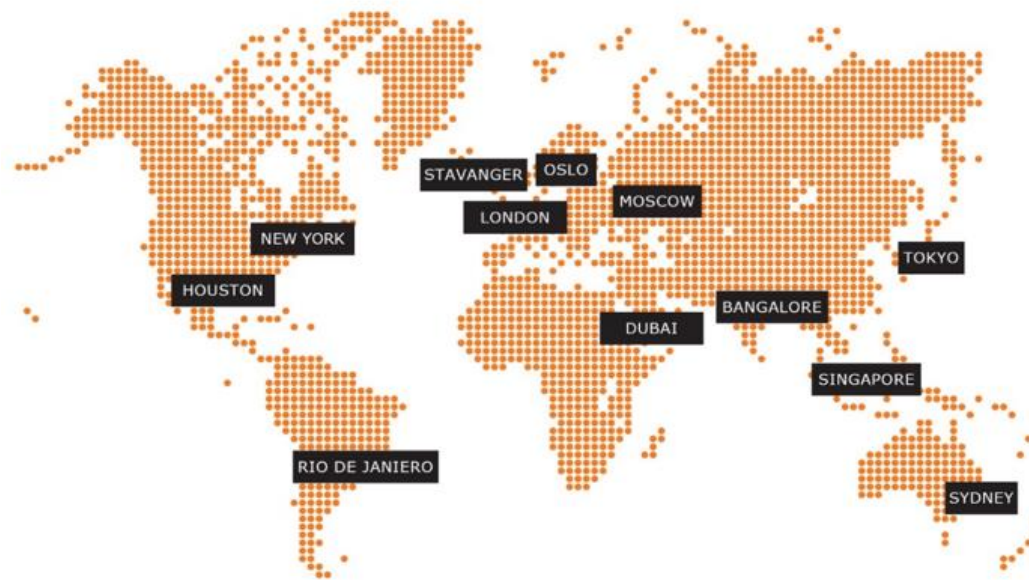 STAVANGER
OSLO
MOSCOW
LONDON
NEW YORK
TOKYO
HOUSTON
BANGALORE
DUBAI
SINGAPORE
RIO DE JANIERO
SYDNEY